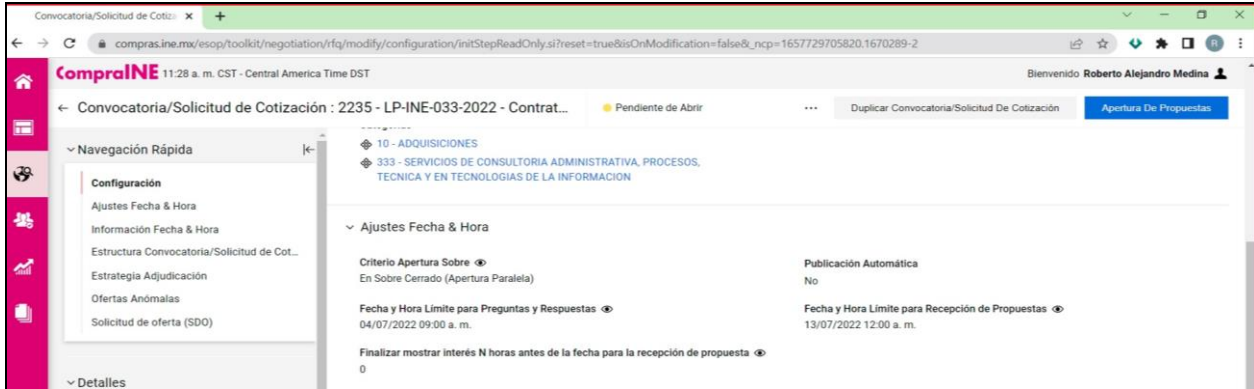 Convocatoria/Solicitud de Cotiza
compras.ine.mx/esop/toolkit/negotiation/rfq/modify/configuration/initStepReadOnly.si?reset=true&isOnModification=false&_ncp=1657729705820.1670289-2
R
CompraINE 11:28 a. m. CST - Central America Time DST
Bienvenido Roberto Alejandro Medina
Convocatoria/Solicitud de Cotización : 2235 - LP-INE-033-2022 - Contrat...
Pendiente de Abrir
...
Duplicar Convocatoria/Solicitud De Cotización
Apertura De Propuestas
Navegación Rápida
Configuración
Ajustes Fecha & Hora
Información Fecha & Hora
Estructura Convocatoria/Solicitud de Cot...
Estrategia Adjudicación
Ofertas Anómalas
Solicitud de oferta (SDO)
Detalles
10 - ADQUISICIONES
333 - SERVICIOS DE CONSULTORIA ADMINISTRATIVA, PROCESOS,
TECNICA Y EN TECNOLOGIAS DE LA INFORMACION
Ajustes Fecha & Hora
Criterio Apertura Sobre
En Sobre Cerrado (Apertura Paralela)
Publicación Automática
No
Fecha y Hora Límite para Preguntas y Respuestas
04/07/2022 09:00 a. m.
Fecha y Hora Límite para Recepción de Propuestas
13/07/2022 12:00 a. m.
Finalizar mostrar interés N horas antes de la fecha para la recepción de propuesta
0